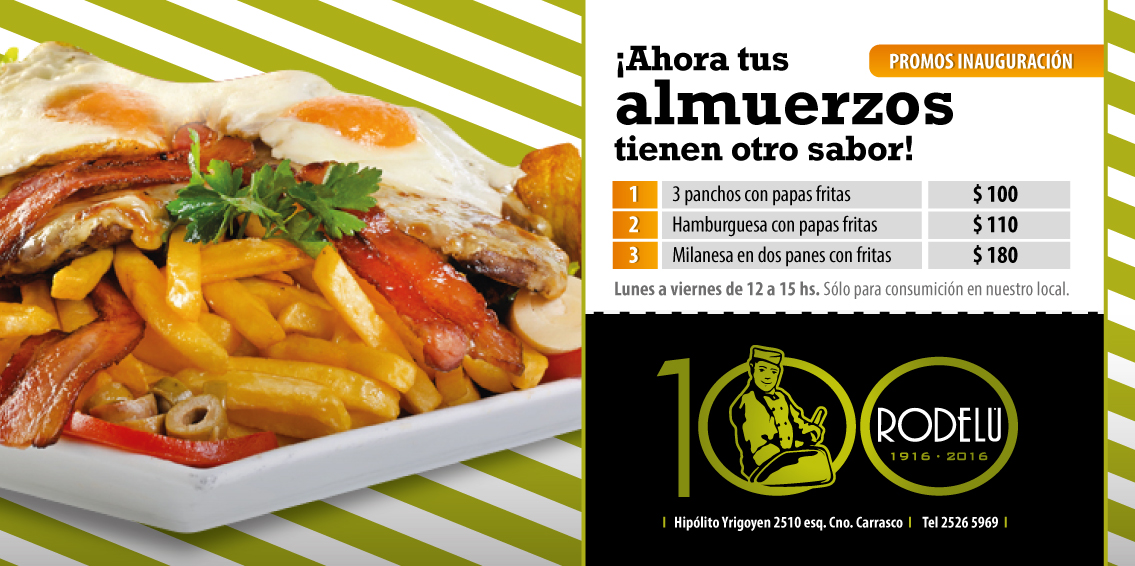 ¡Ahora tus
almuerzos
tienen otro sabor!
PROMOS INAUGURACIÓN
1 3 panchos con papas fritas $ 100
2 Hamburguesa con papas fritas $ 110
3 Milanesa en dos panes con fritas $ 180
Lunes a viernes de 12 a 15 hs. Sólo para consumición en nuestro local.
100
RODELÚ
1916 · 2016
Hipólito Yrigoyen 2510 esq. Cno. Carrasco | Tel 2526 5969